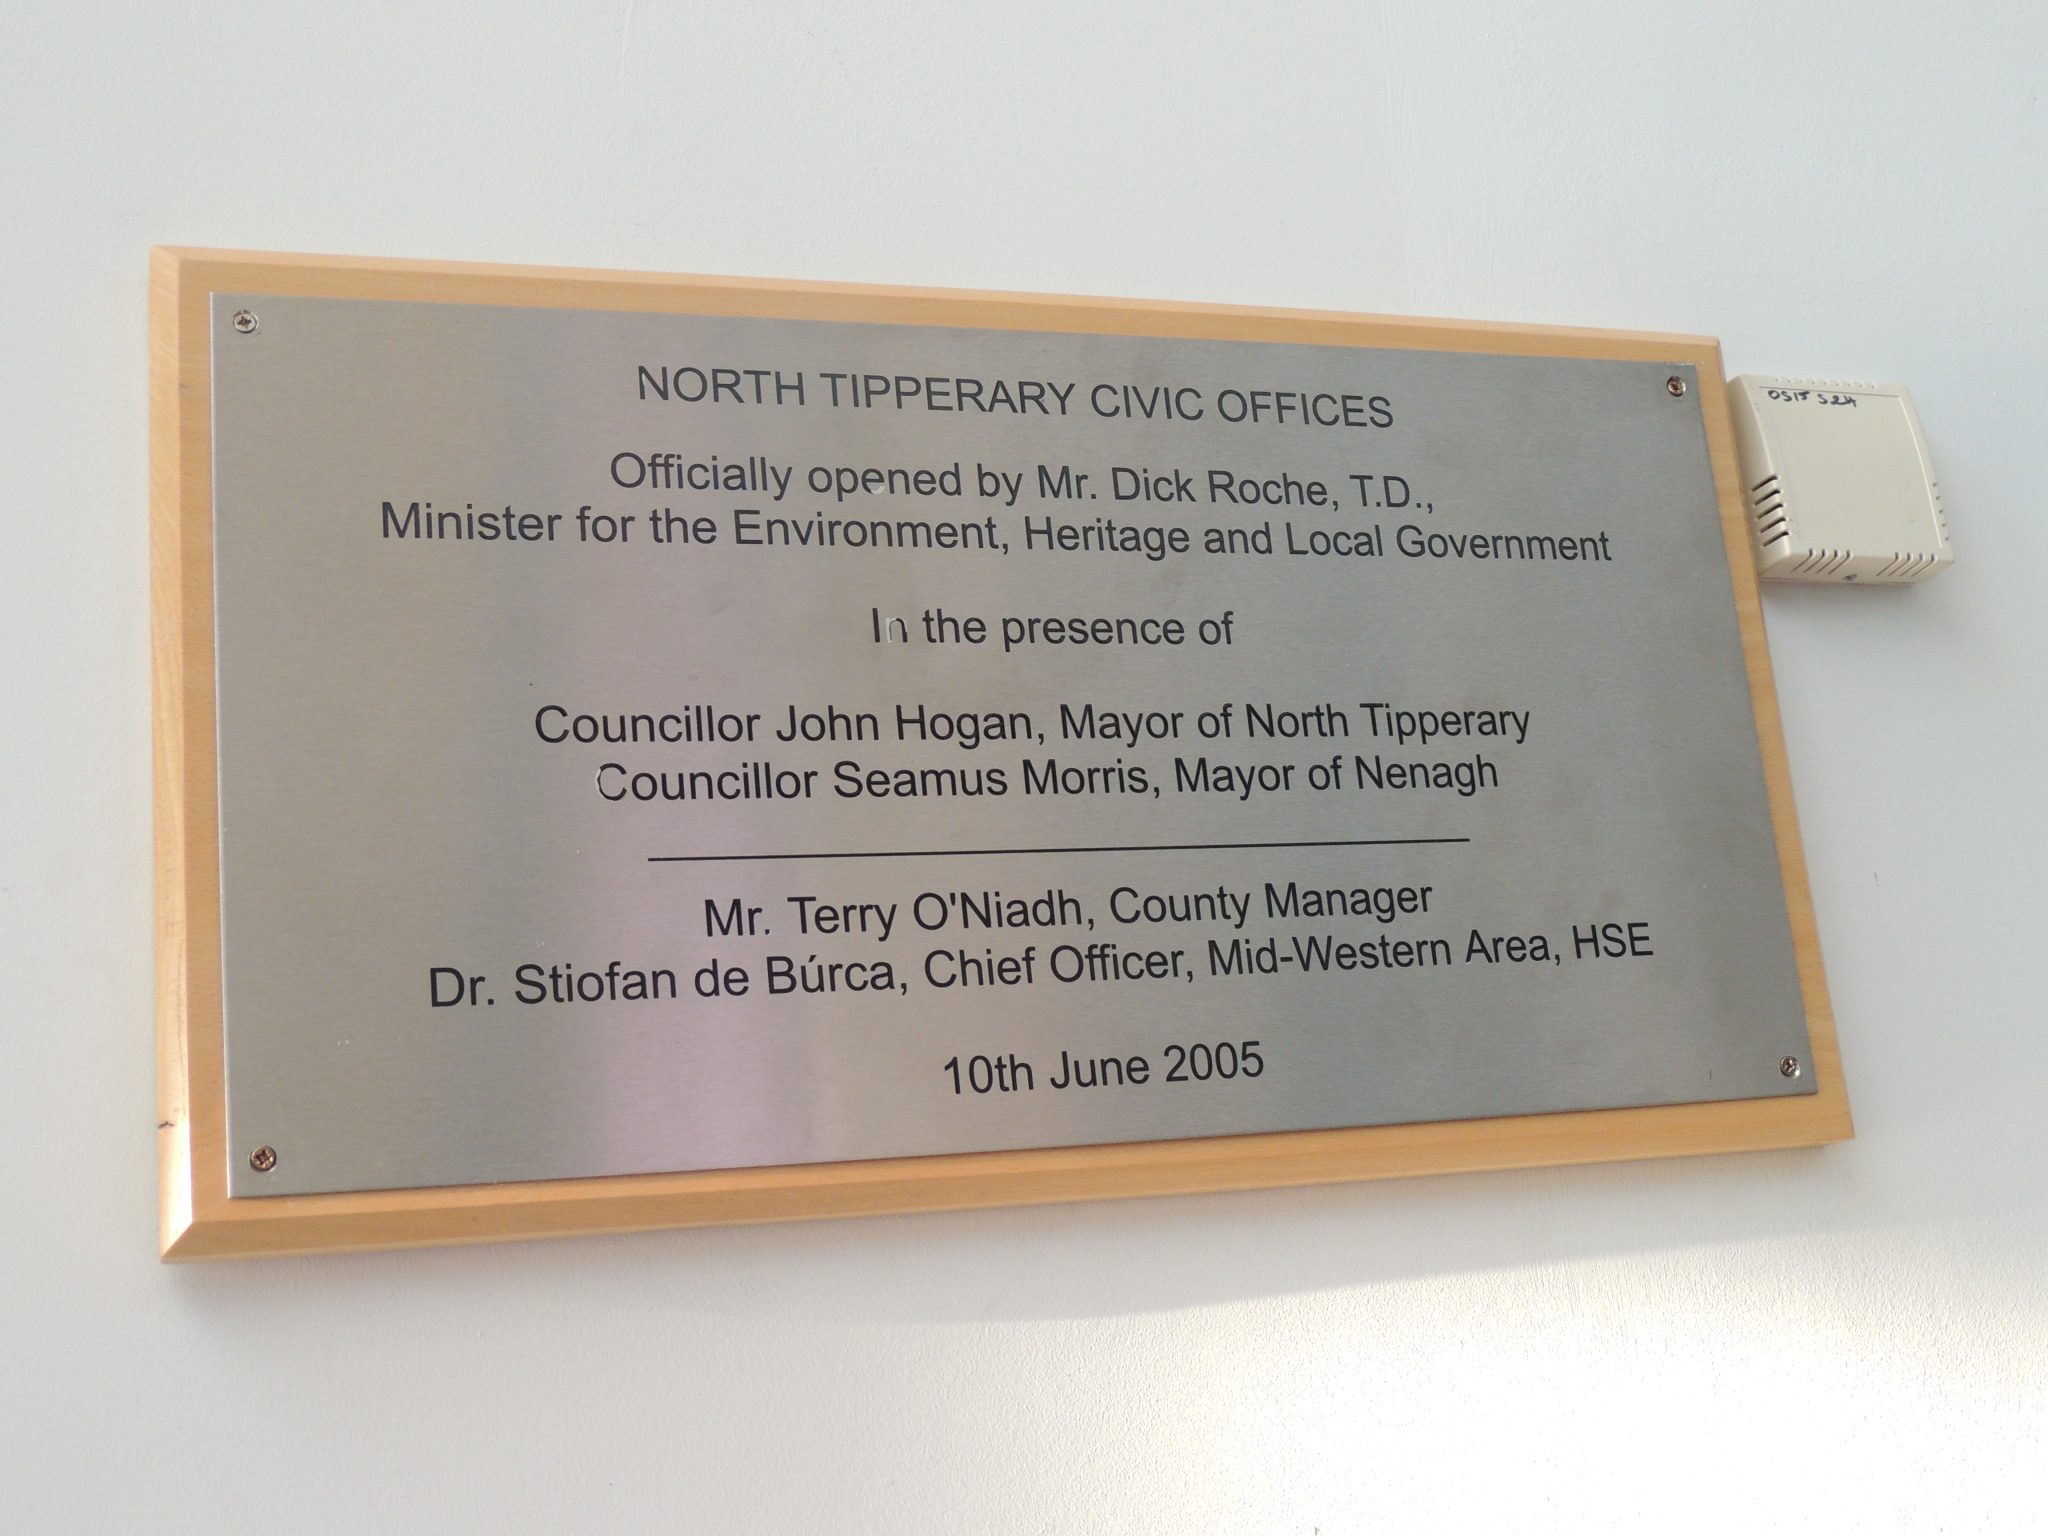 NORTH TIPPERARY CIVIC OFFICES
Officially opened by Mr. Dick Roche, T.D.,
Minister for the Environment, Heritage and Local Government
In the presence of
Councillor John Hogan, Mayor of North Tipperary
Councillor Seamus Morris, Mayor of Nenagh
Mr. Terry O'Niadh, County Manager
Dr. Stiofan de Búrca, Chief Officer, Mid-Western Area, HSE
10th June 2005